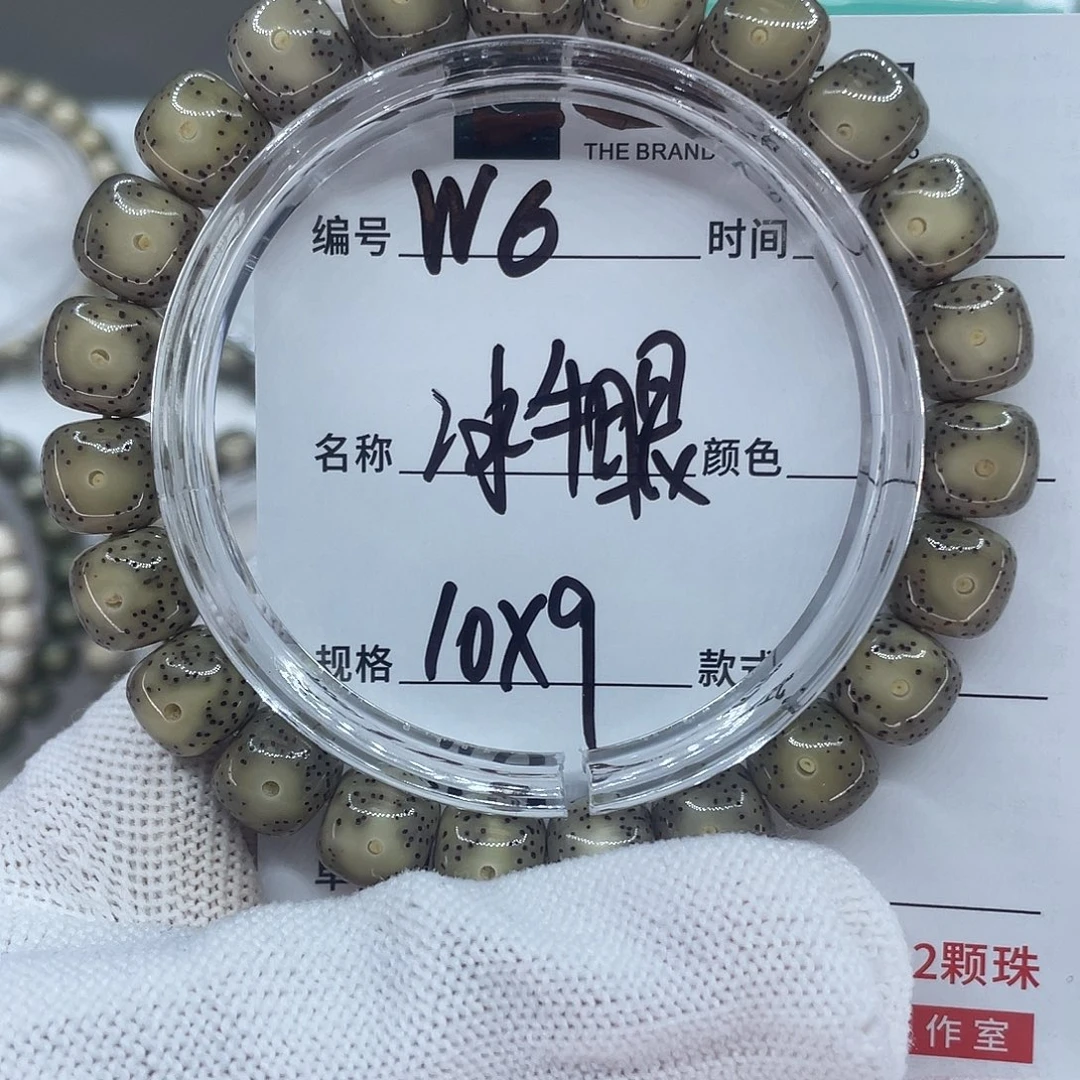 THE BRAND
编号 W6 时间
名称 冰牛眼 颜色
规格 10X9 款式
2颗珠
作室